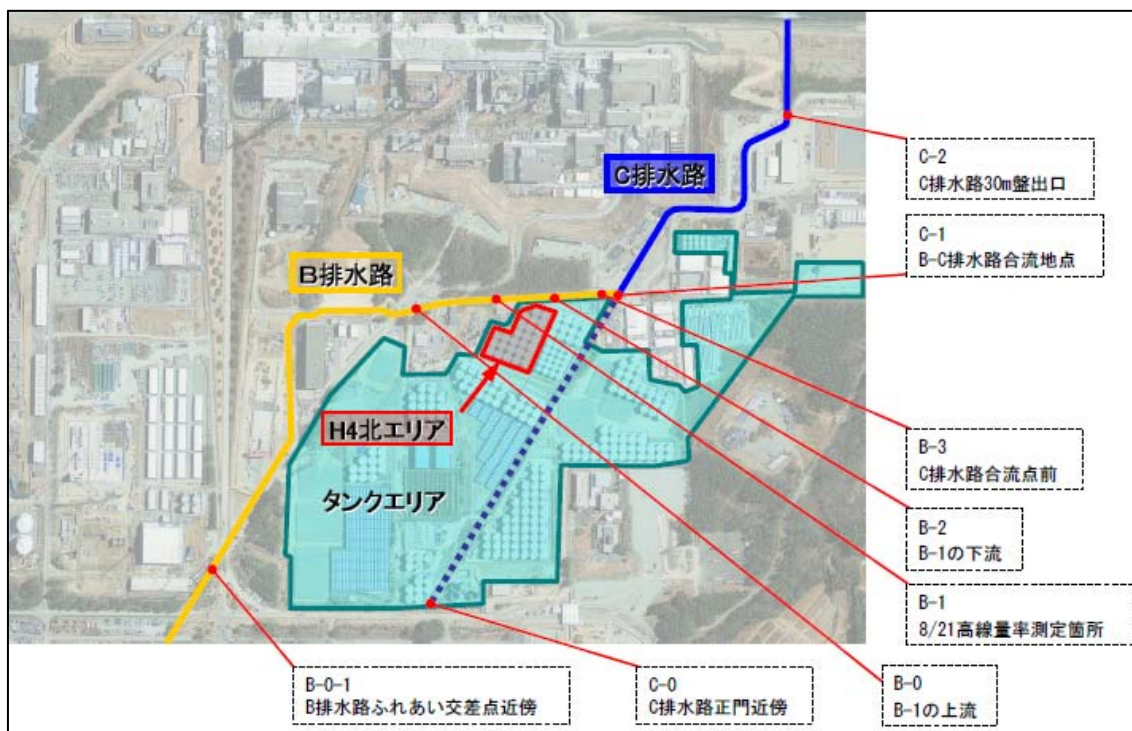 C排水路
B排水路
H4北エリア
タンクエリア
C-2
C排水路30m盤出口
C-1
B-C排水路合流地点
B-3
C排水路合流点前
B-2
B-1の下流
B-1
8/21高線量率測定箇所
B-0-1
B排水路ふれあい交差点近傍
C-0
C排水路正門近傍
B-0
B-1の上流